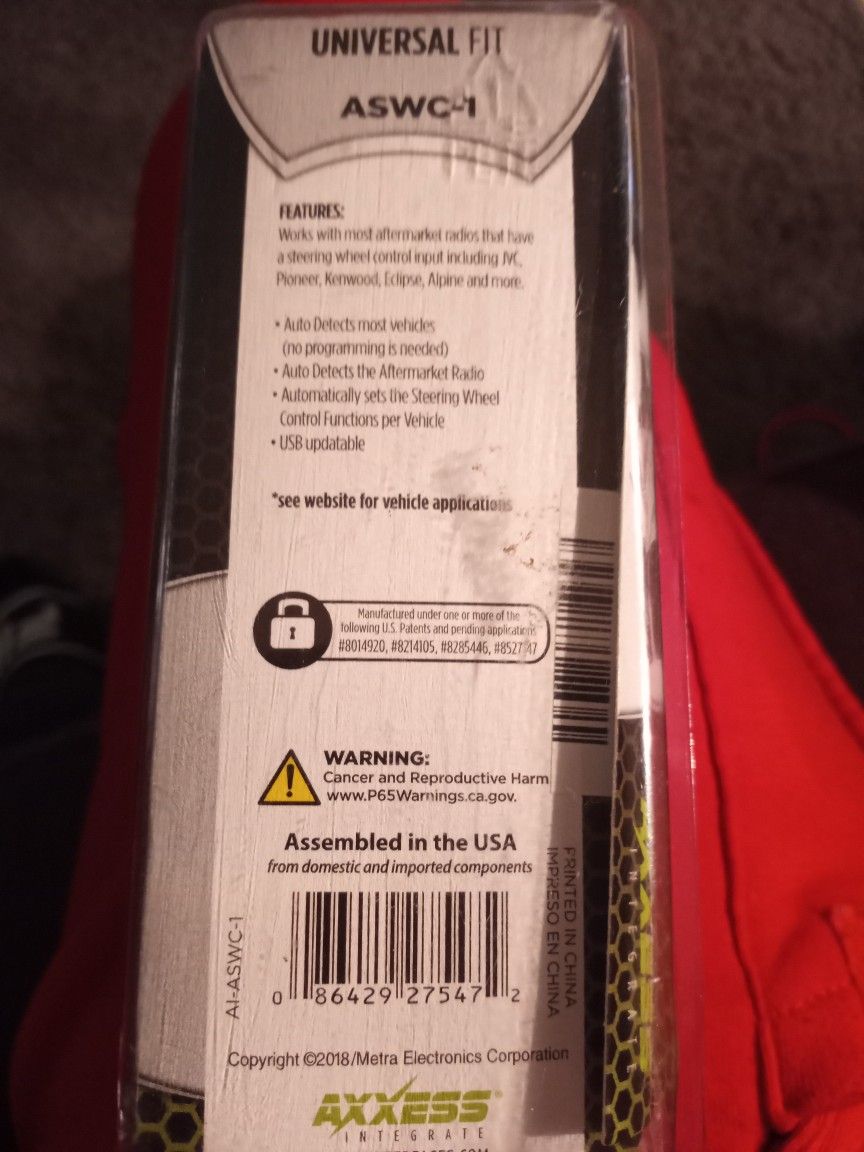 UNIVERSAL FIT
ASWC-1
FEATURES:
Works with most aftermarket radios that have
a steering wheel control input including JVC,
Pioneer, Kenwood, Eclipse, Alpine and more.
• Auto Detects most vehicles
(no programming is needed)
• Auto Detects the Aftermarket Radio
• Automatically sets the Steering Wheel
Control Functions per Vehicle
• USB updatable
*see website for vehicle applications
Manufactured under one or more of the
following U.S. Patents and pending applications
#8014920, #8214105, #8285446,
WARNING:
Cancer and Reproductive Harm
www.P65Warnings.ca.gov.
Assembled in the USA
from domestic and imported components
AI-ASWC-1
0 86429 27547 2
PRINTED IN CHINA
IMPRESO EN CHINA
Copyright ©2018/Metra Electronics Corporation
AXXESS
INTEGRATE
INTEGRATE